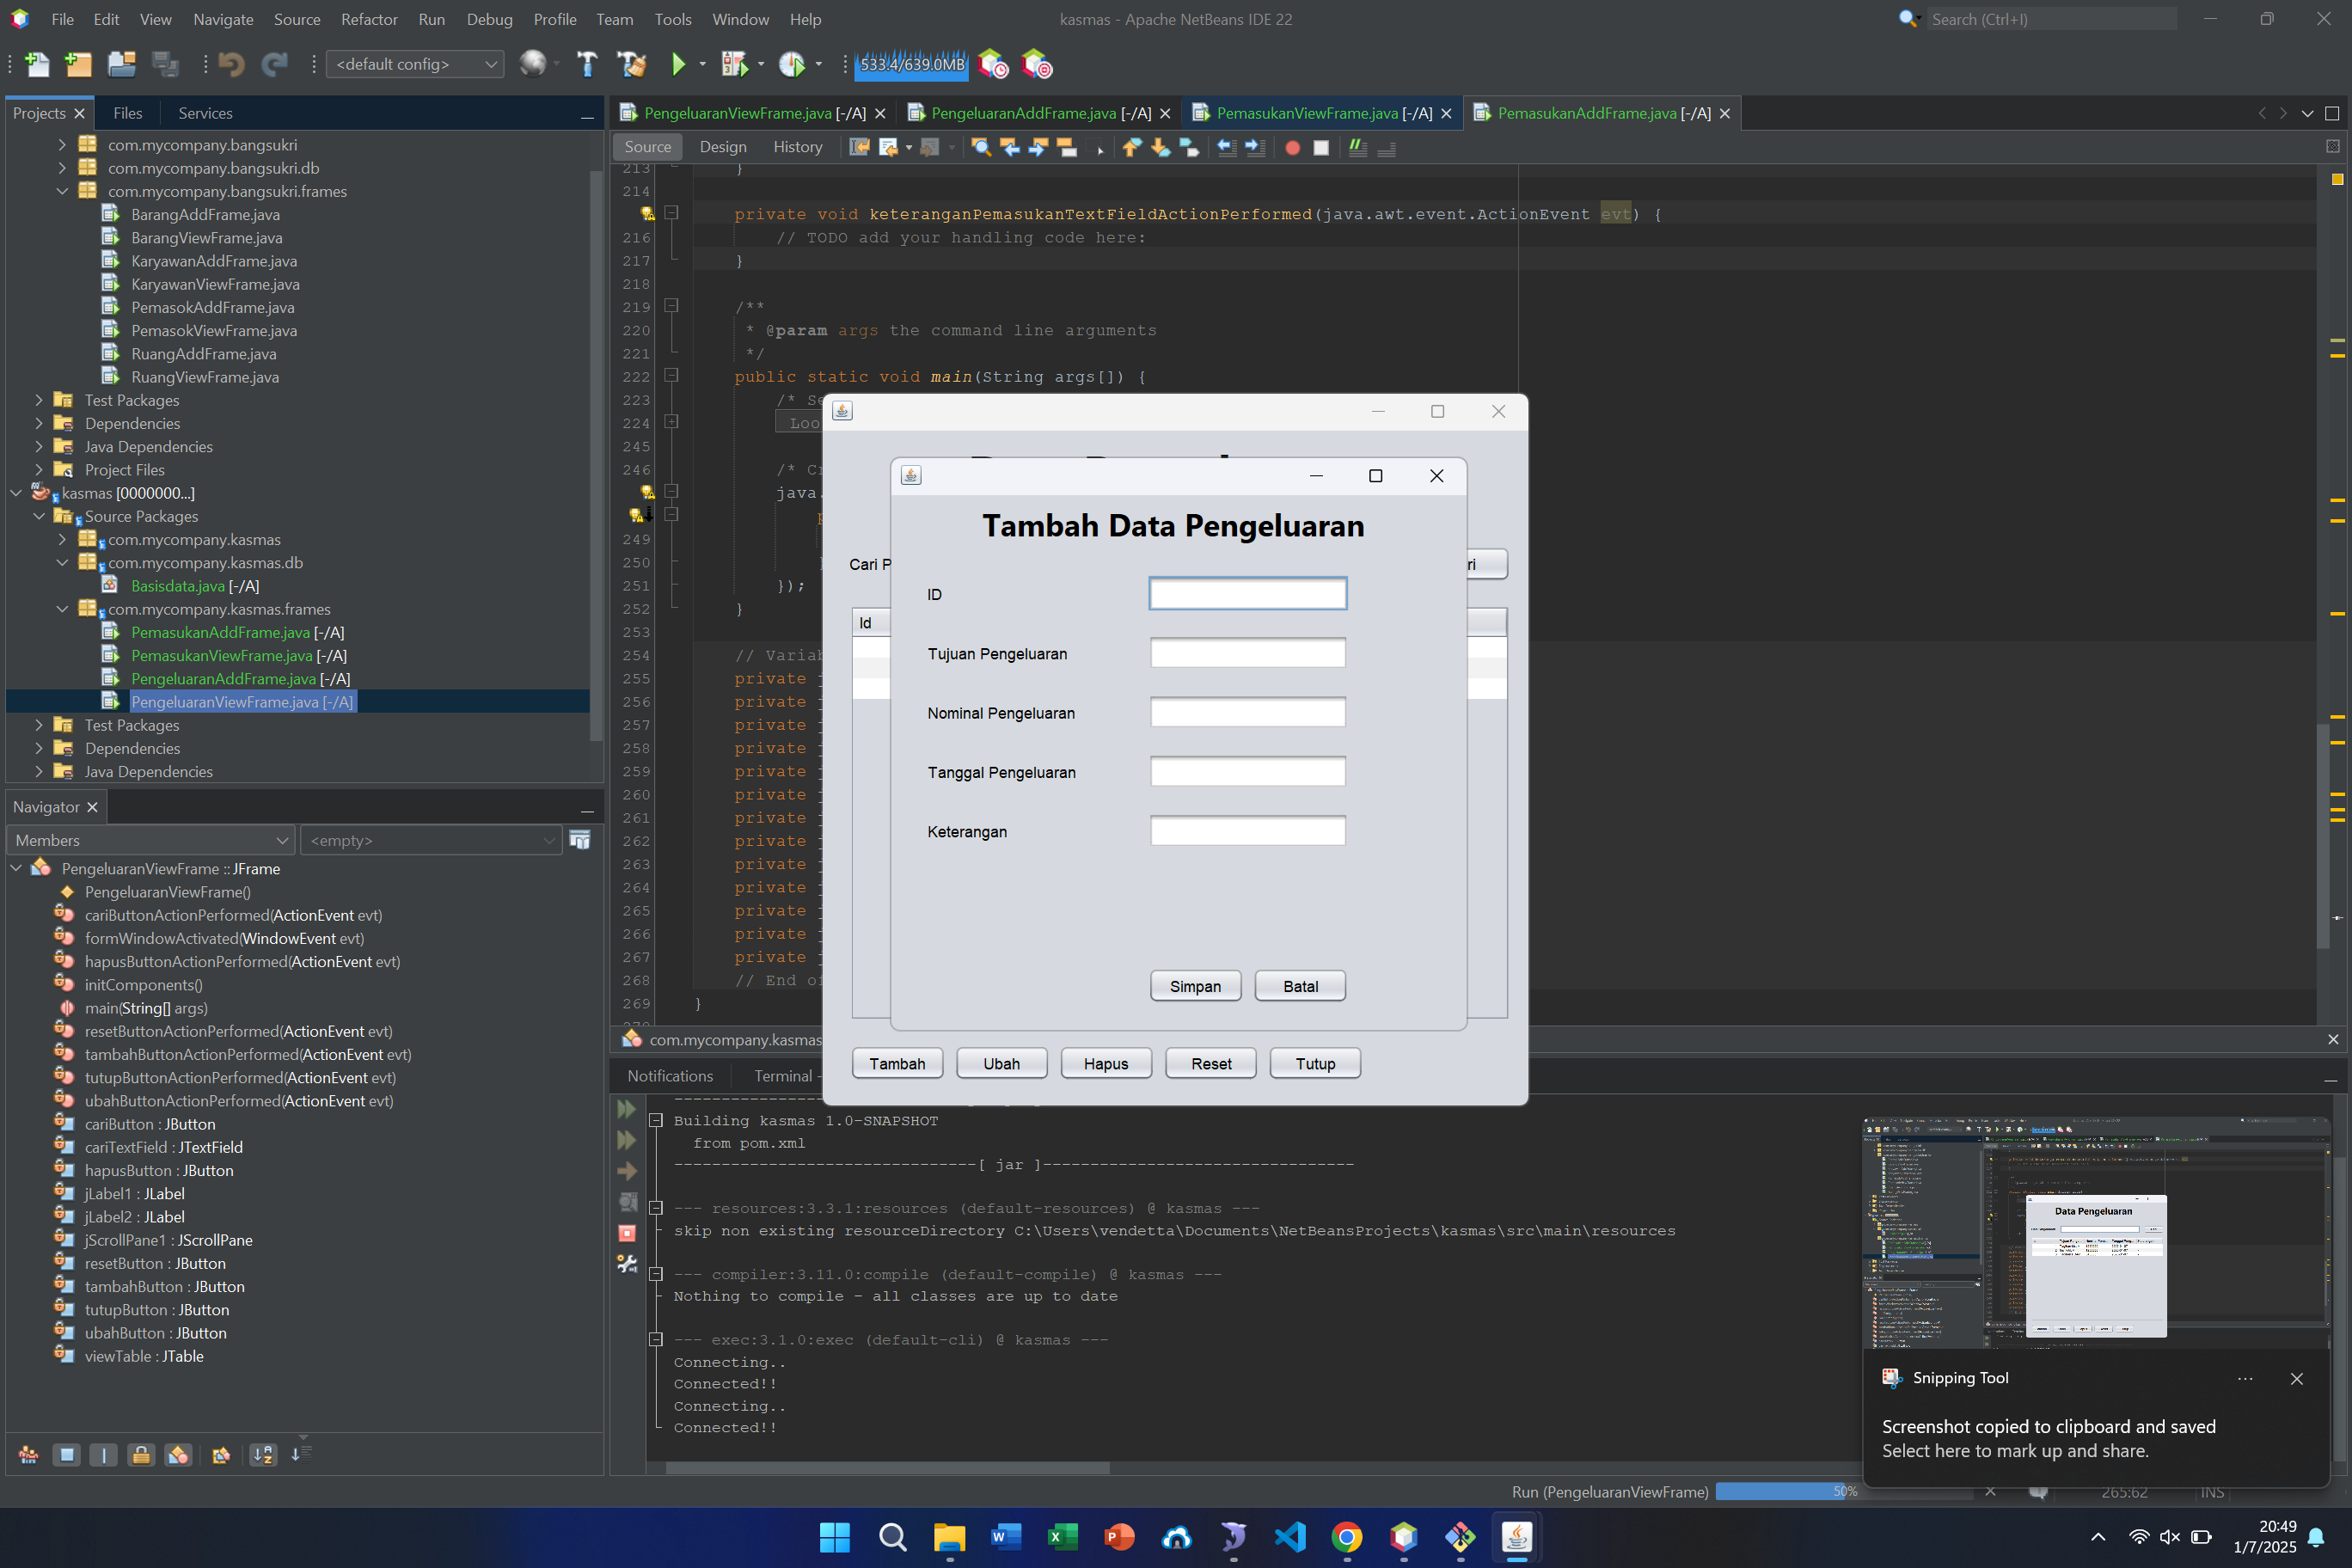 File Edit View Navigate Source Refactor Run Debug Profile Team Tools Window Help
kasmas - Apache NetBeans IDE 22
Search (Ctrl+I)
<default config>
533.4/639.0MB
Projects Files Services
com.mycompany.bangsukri
com.mycompany.bangsukri.db
com.mycompany.bangsukri.frames
BarangAddFrame.java
BarangViewFrame.java
KaryawanAddFrame.java
KaryawanViewFrame.java
PemasokAddFrame.java
PemasokViewFrame.java
RuangAddFrame.java
RuangViewFrame.java
Test Packages
Dependencies
Java Dependencies
Project Files
kasmas [0000000...]
Source Packages
com.mycompany.kasmas
com.mycompany.kasmas.db
Basisdata.java [-/A]
com.mycompany.kasmas.frames
PemasukanAddFrame.java [-/A]
PemasukanViewFrame.java [-/A]
PengeluaranAddFrame.java [-/A]
PengeluaranViewFrame.java [-/A]
Test Packages
Dependencies
Java Dependencies
Navigator
Members <empty>
PengeluaranViewFrame :: JFrame
PengeluaranViewFrame()
cariButtonActionPerformed(ActionEvent evt)
formWindowActivated(WindowEvent evt)
hapusButtonActionPerformed(ActionEvent evt)
initComponents()
main(String[] args)
resetButtonActionPerformed(ActionEvent evt)
tambahButtonActionPerformed(ActionEvent evt)
tutupButtonActionPerformed(ActionEvent evt)
ubahButtonActionPerformed(ActionEvent evt)
cariButton : JButton
cariTextField : JTextField
hapusButton : JButton
jLabel1 : JLabel
jLabel2 : JLabel
jScrollPane1 : JScrollPane
resetButton : JButton
tambahButton : JButton
tutupButton : JButton
ubahButton : JButton
viewTable : JTable
PengeluaranViewFrame.java [-/A] PengeluaranAddFrame.java [-/A] PemasukanViewFrame.java [-/A] PemasukanAddFrame.java [-/A]
Source Design History
213 }
214
private void keteranganPemasukanTextFieldActionPerformed(java.awt.event.ActionEvent evt) {
216 // TODO add your handling code here:
217 }
218
219 /**
220 * @param args the command line arguments
221 */
222 public static void main(String args[]) {
223 /* Se
224 Loo
245
246 /* Cr
java.
p
249
250
251 });
252 }
253
254 // Varia
255 private
256 private
257 private
258 private
259 private
260 private
261 private
262 private
263 private
264 private
265 private
266 private
267 private
268 // End o
269 }
com.mycompany.kasmas
Cari P
ri
Id
Tambah Ubah Hapus Reset Tutup
Tambah Data Pengeluaran
ID
Tujuan Pengeluaran
Nominal Pengeluaran
Tanggal Pengeluaran
Keterangan
Simpan Batal
Notifications Terminal -
Building kasmas 1.0-SNAPSHOT
from pom.xml
--------------------------------[ jar ]---------------------------------
--- resources:3.3.1:resources (default-resources) @ kasmas ---
skip non existing resourceDirectory C:\Users\vendetta\Documents\NetBeansProjects\kasmas\src\main\resources
--- compiler:3.11.0:compile (default-compile) @ kasmas ---
Nothing to compile - all classes are up to date
--- exec:3.1.0:exec (default-cli) @ kasmas ---
Connecting..
Connected!!
Connecting..
Connected!!
Data Pengeluaran
Snipping Tool
Screenshot copied to clipboard and saved
Select here to mark up and share.
Run (PengeluaranViewFrame) 50% 265:62 INS
20:49
1/7/2025